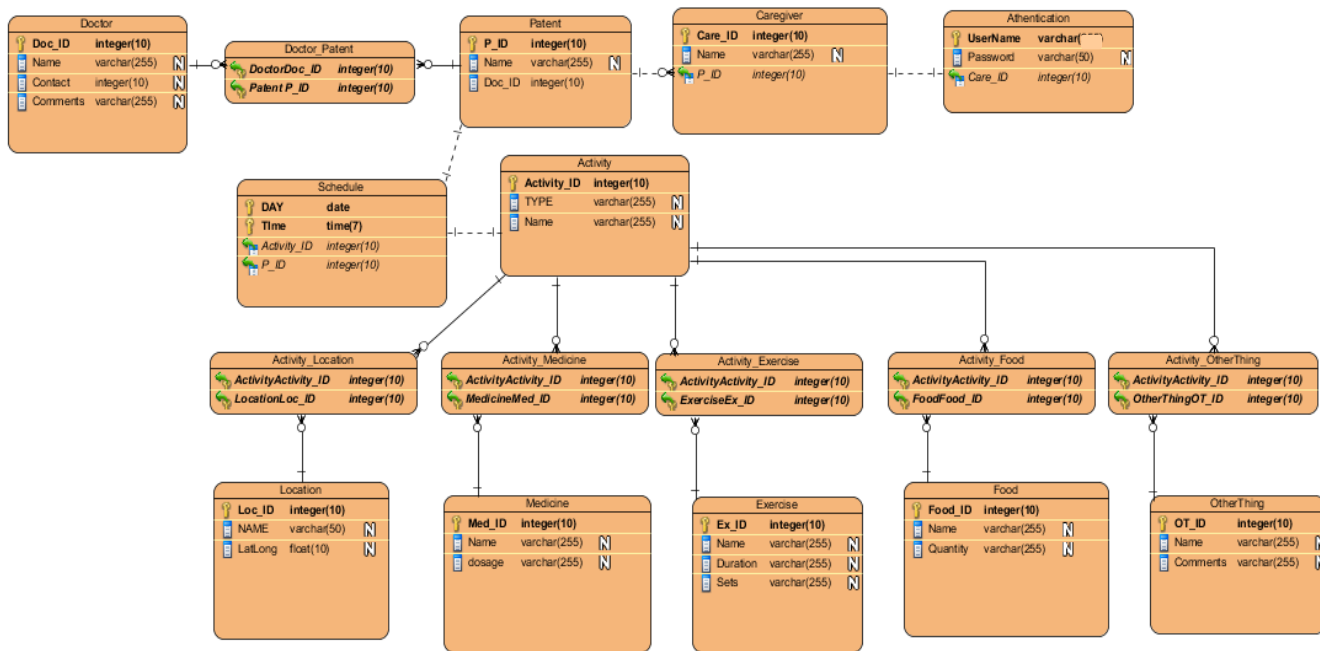 Doctor
Doc_ID integer(10)
Name varchar(255) N
Contact integer(10) N
Comments varchar(255) N
Doctor_Patent
DoctorDoc_ID integer(10)
Patent P_ID integer(10)
Patent
P_ID integer(10)
Name varchar(255) N
Doc_ID integer(10)
Caregiver
Care_ID integer(10)
Name varchar(255) N
P_ID integer(10)
Athentication
UserName varchar(
Password varchar(50) N
Care_ID integer(10)
Schedule
DAY date
TIme time(7)
Activity_ID integer(10)
P_ID integer(10)
Activity
Activity_ID integer(10)
TYPE varchar(255) N
Name varchar(255) N
Activity_Location
ActivityActivity_ID integer(10)
LocationLoc_ID integer(10)
Activity_Medicine
ActivityActivity_ID integer(10)
MedicineMed_ID integer(10)
Activity_Exercise
ActivityActivity_ID integer(10)
ExerciseEx_ID integer(10)
Activity_Food
ActivityActivity_ID integer(10)
FoodFood_ID integer(10)
Activity_OtherThing
ActivityActivity_ID integer(10)
OtherThingOT_ID integer(10)
Location
Loc_ID integer(10)
NAME varchar(50) N
LatLong float(10) N
Medicine
Med_ID integer(10)
Name varchar(255) N
dosage varchar(255) N
Exercise
Ex_ID integer(10)
Name varchar(255) N
Duration varchar(255) N
Sets varchar(255) N
Food
Food_ID integer(10)
Name varchar(255) N
Quantity varchar(255) N
OtherThing
OT_ID integer(10)
Name varchar(255) N
Comments varchar(255) N